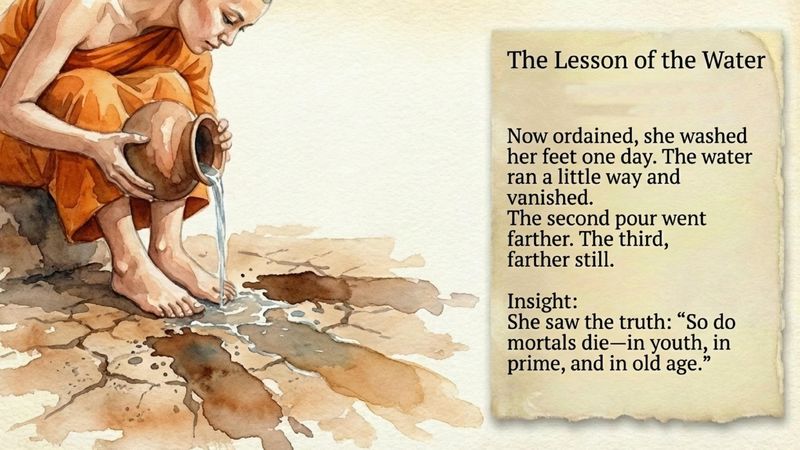 The Lesson of the Water
Now ordained, she washed
her feet one day. The water
ran a little way and
vanished.
The second pour went
farther. The third,
farther still.
Insight:
She saw the truth: “So do
mortals die—in youth, in
prime, and in old age.”